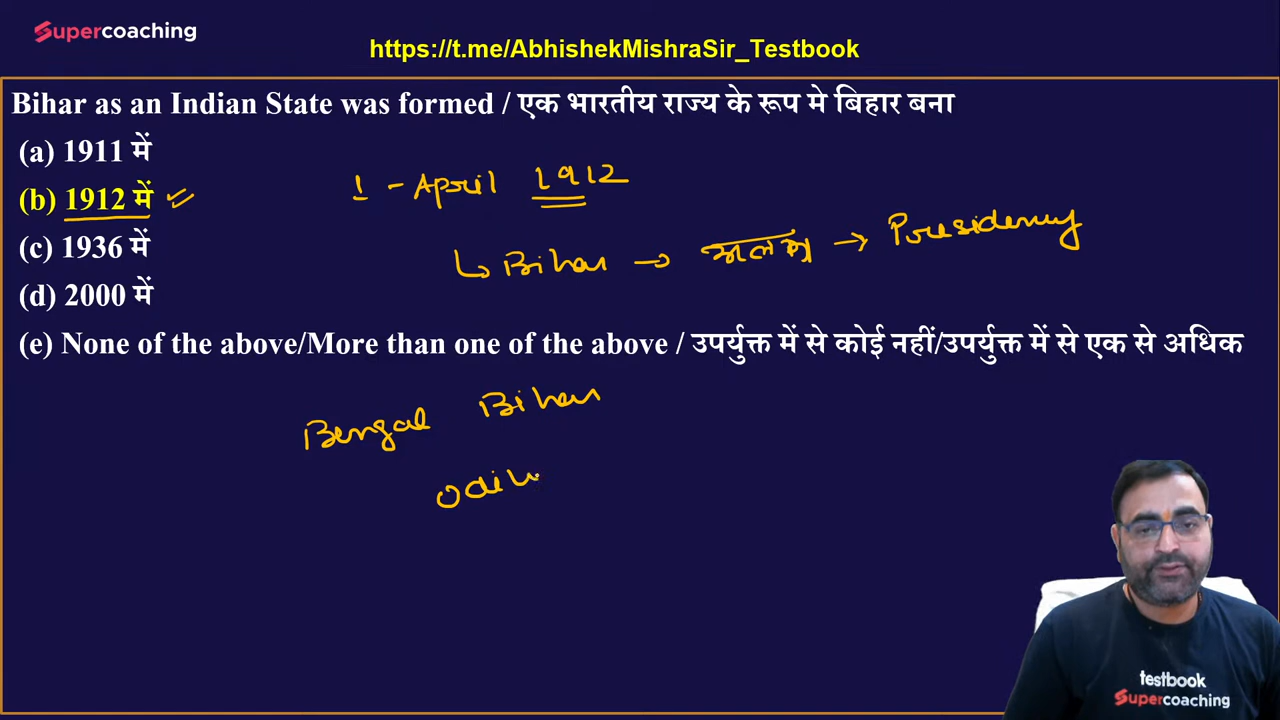 Supercoaching
https://t.me/AbhishekMishraSir_Testbook
Bihar as an Indian State was formed / एक भारतीय राज्य के रूप मे बिहार बना
(a) 1911 में
(b) 1912 में
(c) 1936 में
(d) 2000 में
(e) None of the above/More than one of the above / उपर्युक्त में से कोई नहीं/उपर्युक्त में से एक से अधिक
1 - April 1912
Bihar → अलग → Presidency
Bengal Bihar
testbook
Supercoaching